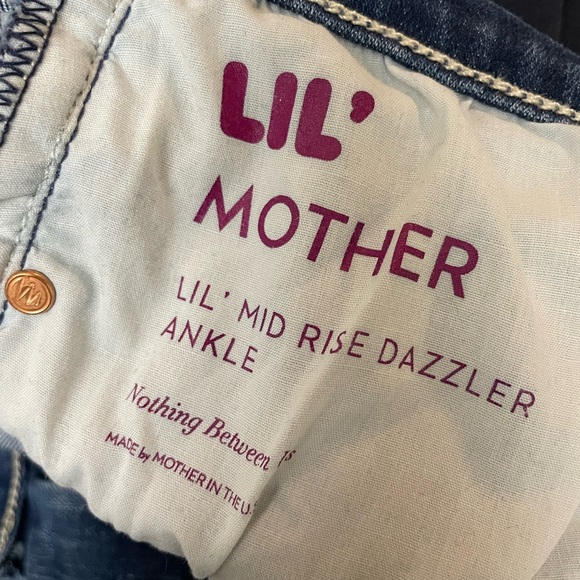 LIL'
MOTHER
LIL' MID RISE DAZZLER
ANKLE
Nothing Between
MADE by MOTHER IN THE U.S